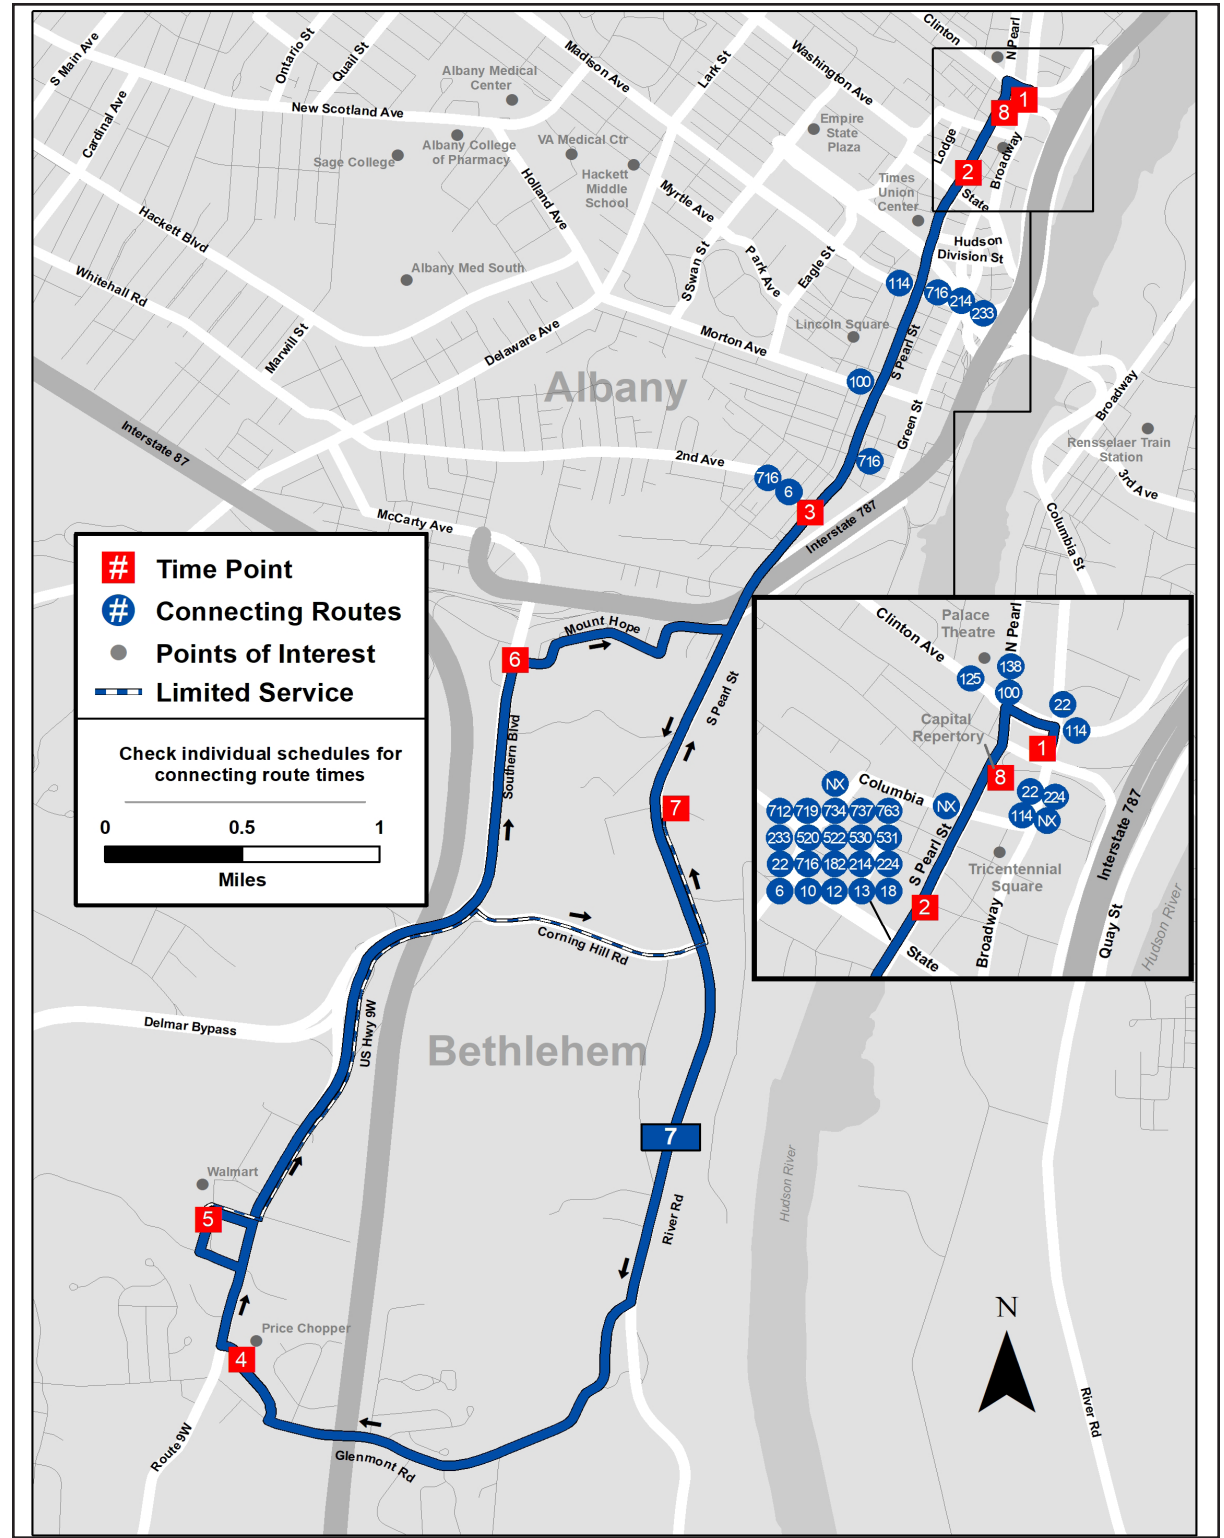 Clinton
N Pearl
S Main Ave
Ontario St
Quail St
Madison Ave
Lark St
Washington Ave
Albany Medical
Center
New Scotland Ave
Cardinal Ave
Albany College
of Pharmacy
Sage College
VA Medical Ctr
Hackett
Middle
School
Empire
State
Plaza
Lodge
Broadway
1
8
2
State
Times
Union
Center
Holland Ave
Myrtle Ave
Hackett Blvd
Whitehall Rd
Albany Med South
S Swan St
Park Ave
Eagle St
Hudson
Division St
114
716
214
233
Marwill St
Delaware Ave
Morton Ave
Lincoln Square
S Pearl St
100
Albany
Green St
Broadway
Rensselaer Train
Station
3rd Ave
Interstate 87
2nd Ave
716
6
716
3
Interstate 787
McCarty Ave
Columbia St
#
Time Point
#
Connecting Routes
Points of Interest
Limited Service
Check individual schedules for
connecting route times
0
0.5
1
Miles
Mount Hope
6
S Pearl St
Southern Blvd
7
Corning Hill Rd
Clinton Ave
Palace
Theatre
N Pearl
138
125
100
22
114
Capital
Repertory
1
8
NX
Columbia
NX
22
224
114
NX
712 719 734 737 763
233 520 522 530 531
22 716 182 214 224
6 10 12 13 18
S Pearl St
Tricentennial
Square
2
State
Broadway
Quay St
Interstate 787
Hudson River
Delmar Bypass
US Hwy 9W
Bethlehem
7
Hudson River
River Rd
Walmart
5
Price Chopper
4
Route 9W
Glenmont Rd
N
River Rd